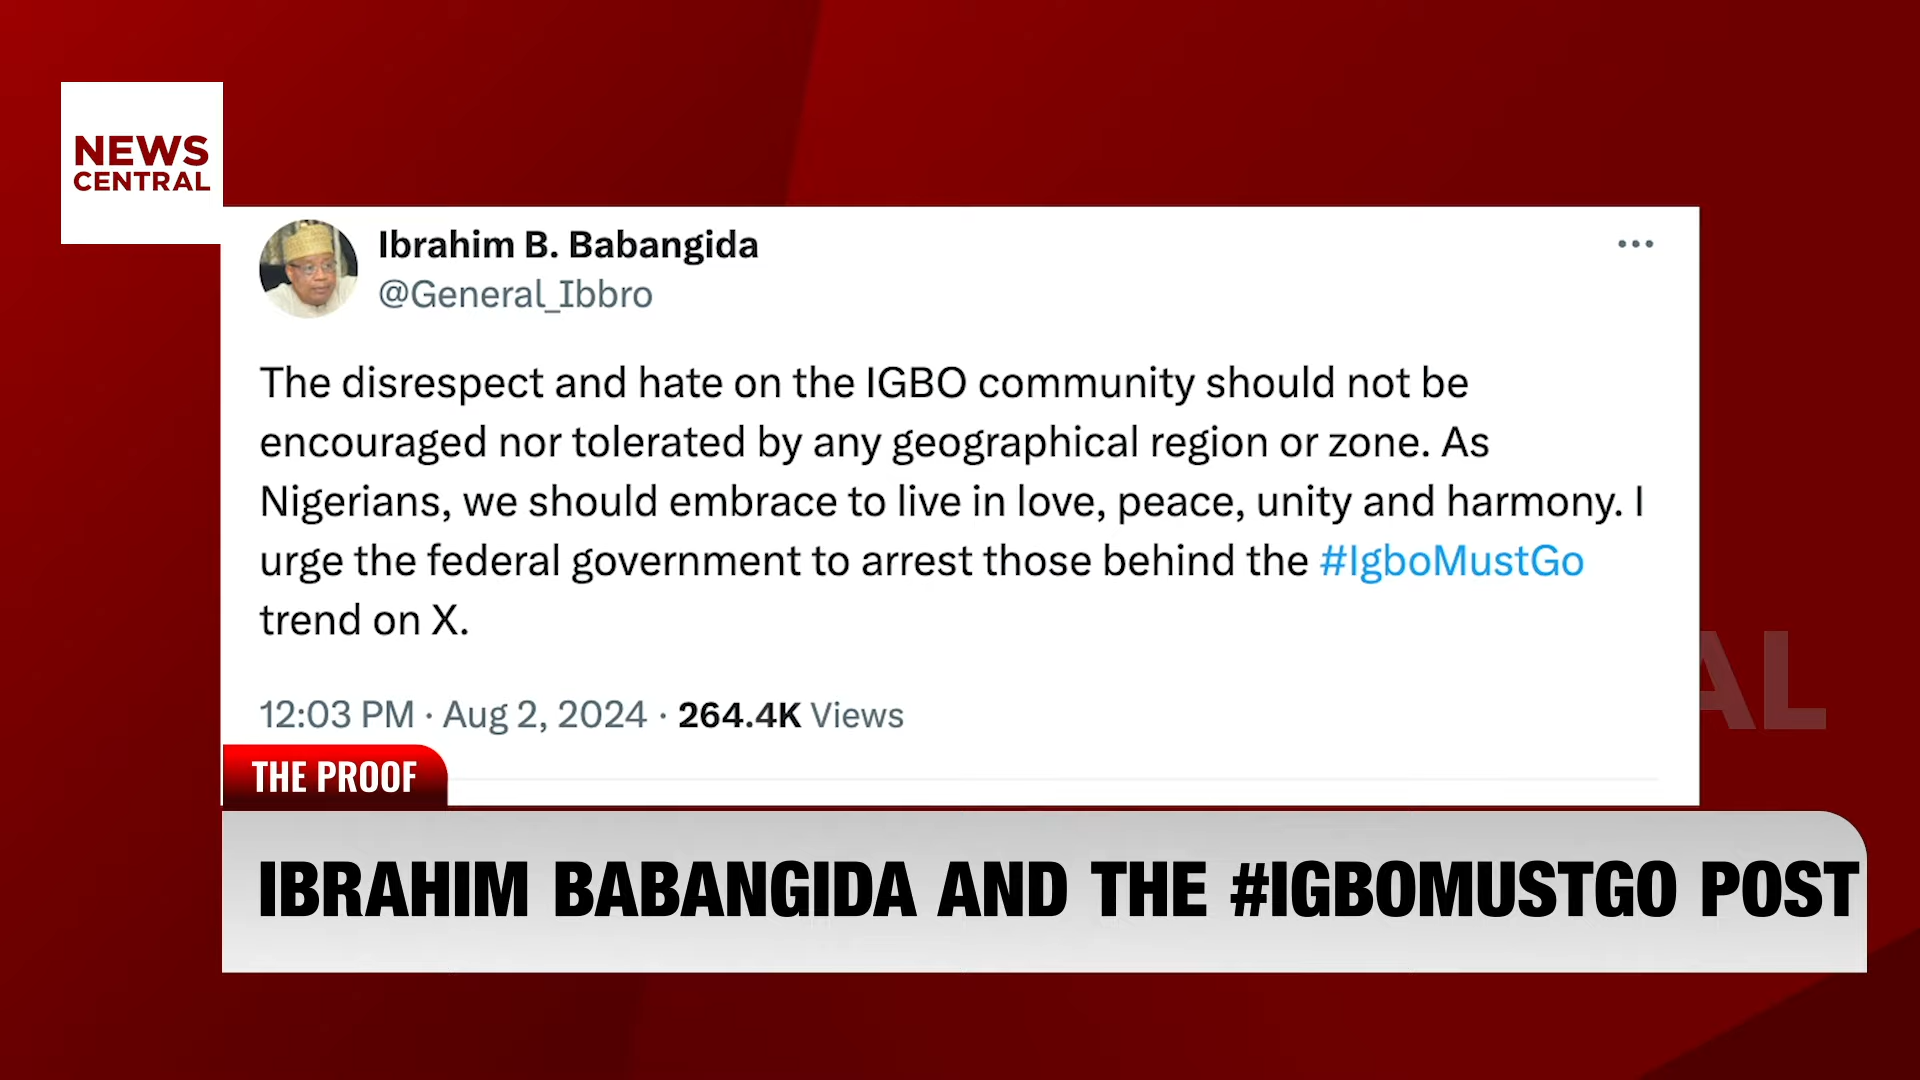 NEWS
CENTRAL
Ibrahim B. Babangida
@General_Ibbro
The disrespect and hate on the IGBO community should not be
encouraged nor tolerated by any geographical region or zone. As
Nigerians, we should embrace to live in love, peace, unity and harmony. I
urge the federal government to arrest those behind the #IgboMustGo
trend on X.
12:03 PM · Aug 2, 2024 · 264.4K Views
AL
THE PROOF
IBRAHIM BABANGIDA AND THE #IGBOMUSTGO POST